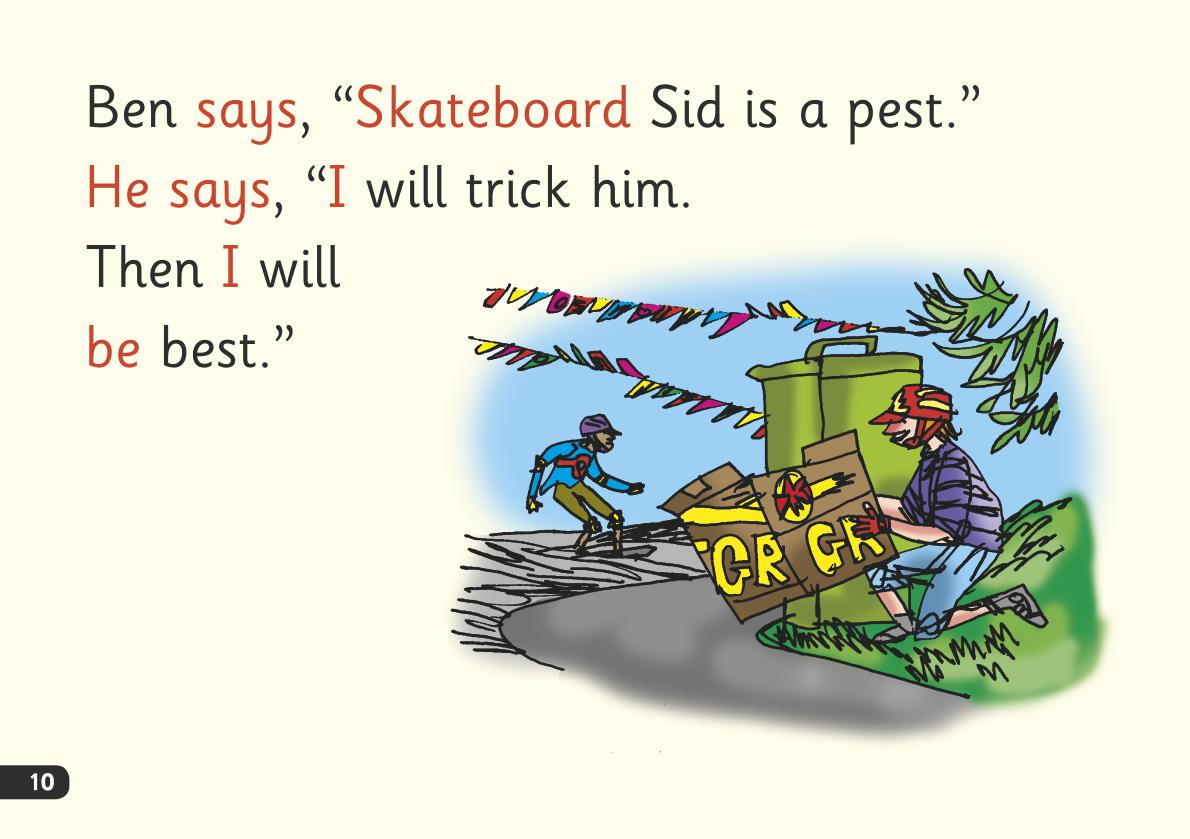 Ben says, “Skateboard Sid is a pest.”
He says, “I will trick him.
Then I will
be best.”
GR GR
10